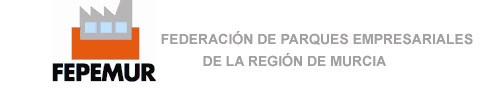 FEDERACIÓN DE PARQUES EMPRESARIALES
DE LA REGIÓN DE MURCIA
FEPEMUR